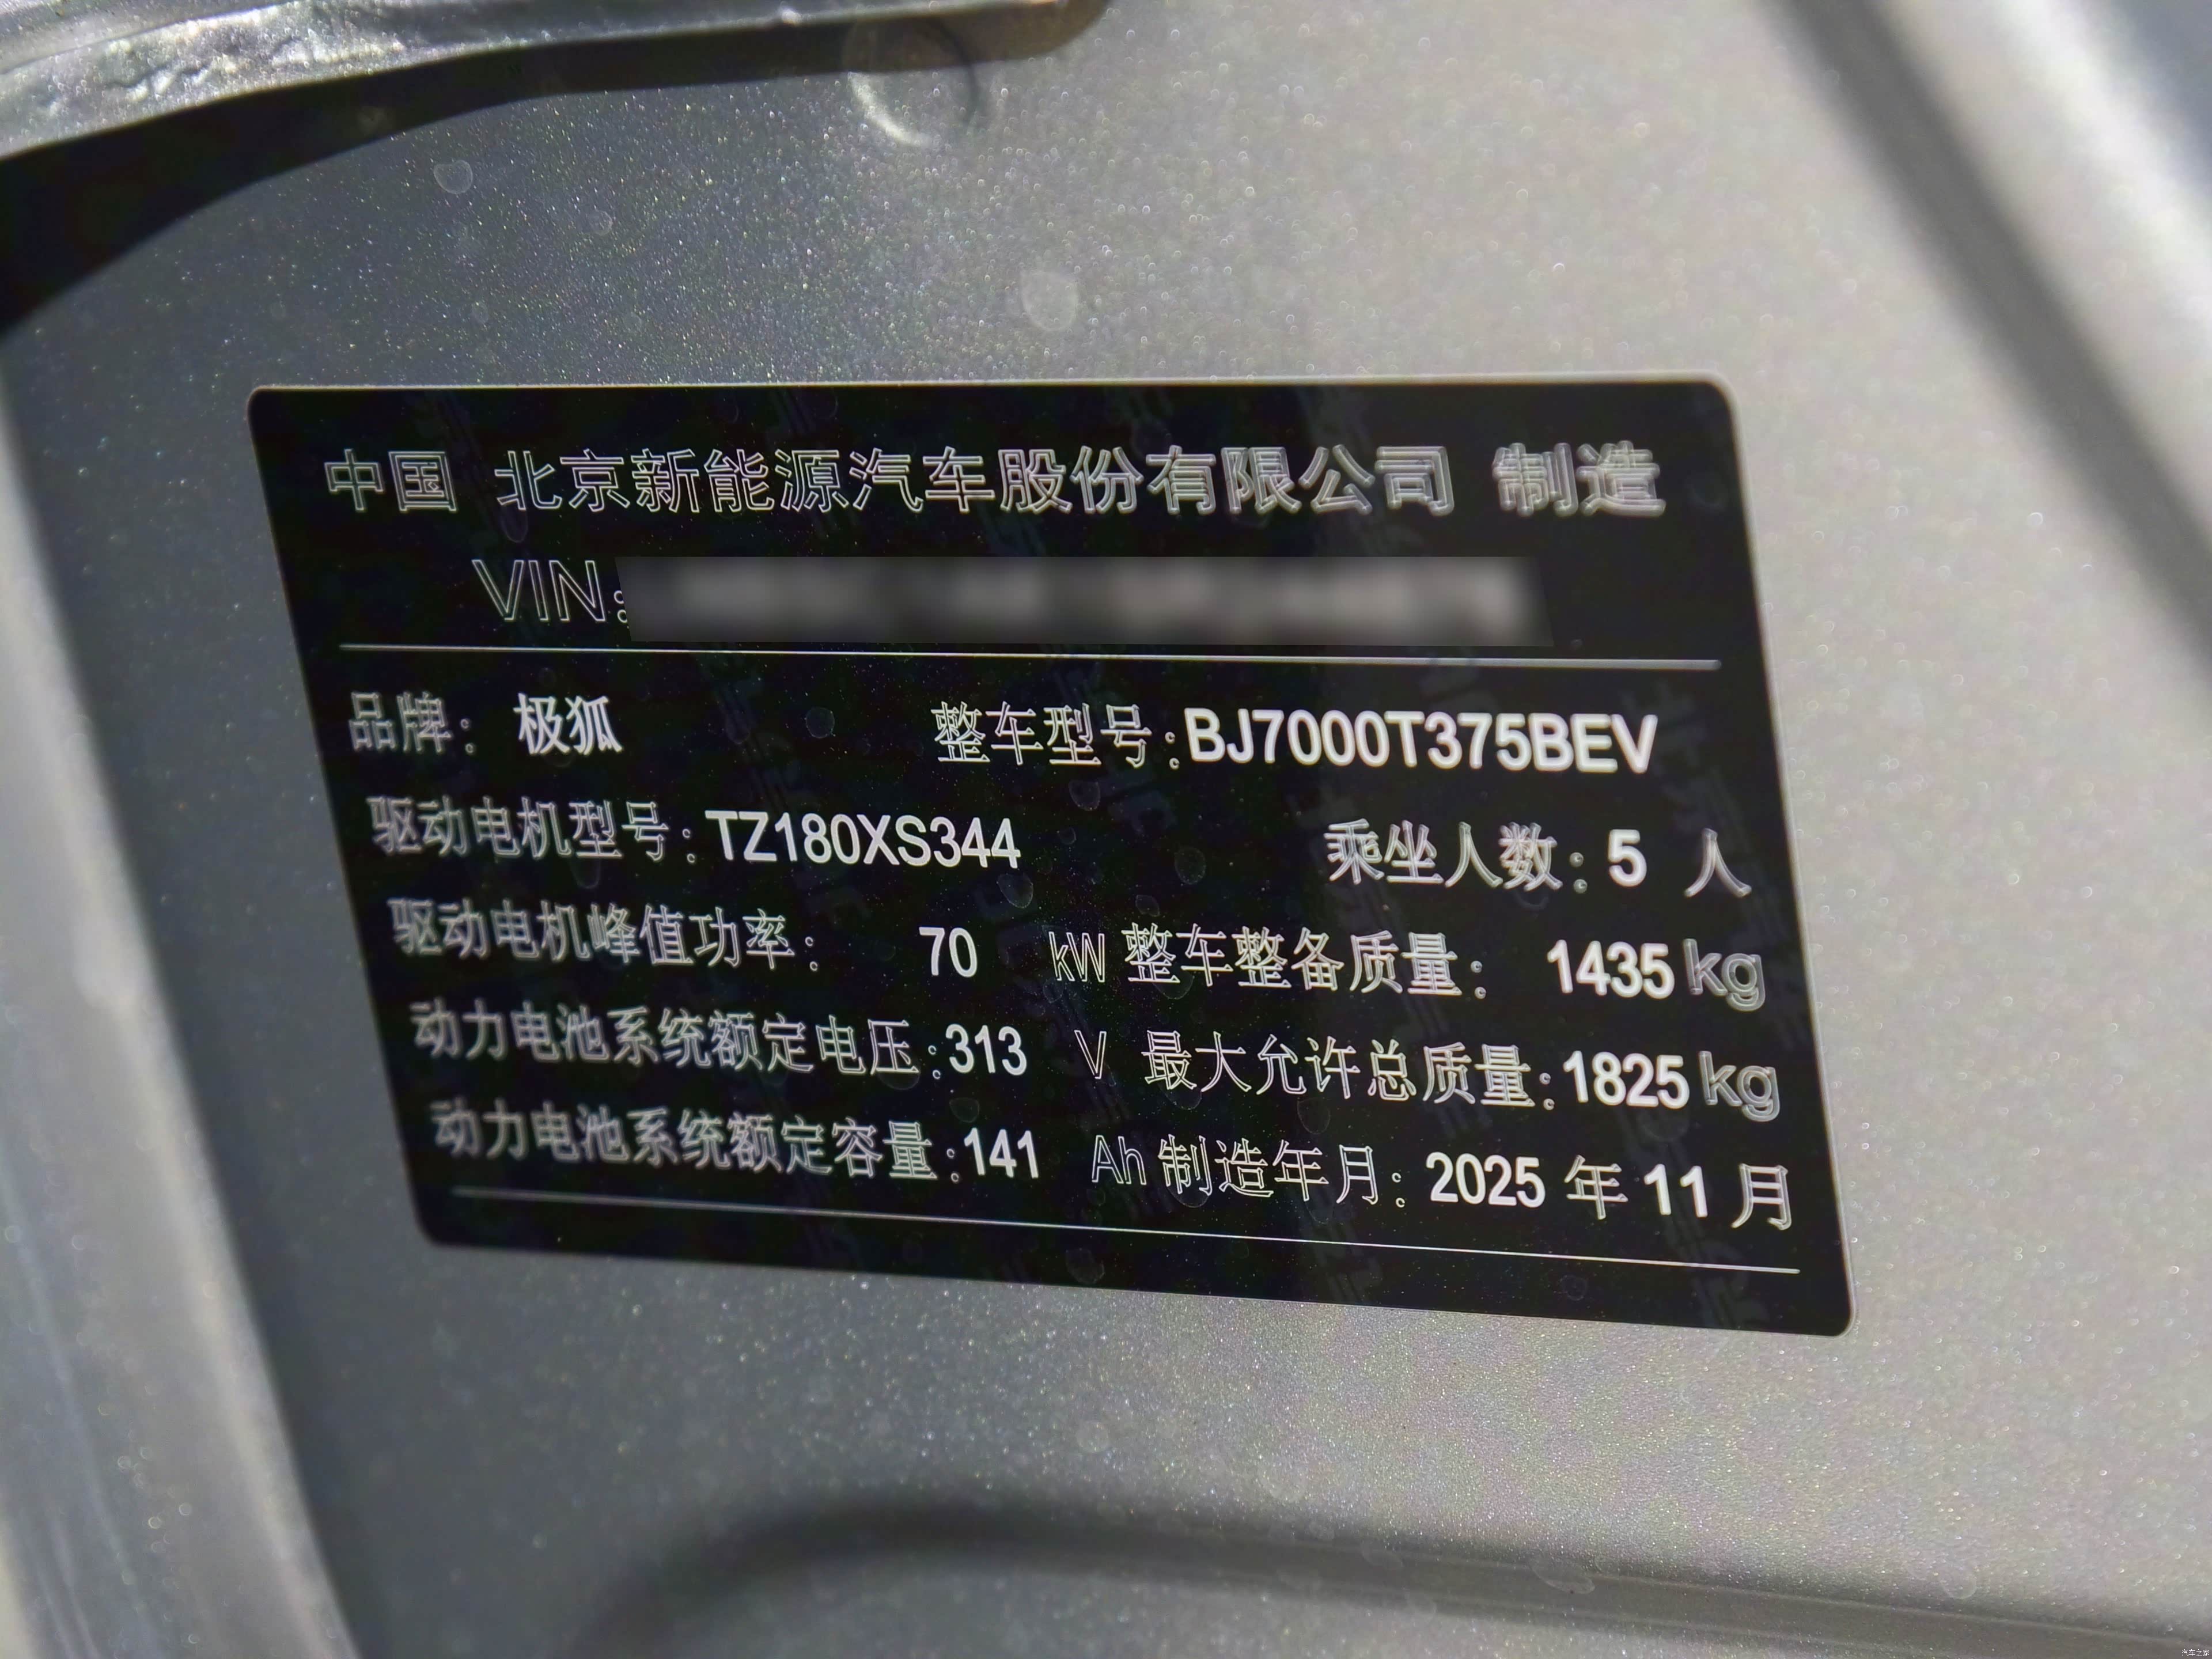 中国 北京新能源汽车股份有限公司 制造
VIN:
品牌: 极狐 整车型号:BJ7000T375BEV
驱动电机型号:TZ180XS344 乘坐人数:5 人
驱动电机峰值功率: 70 kW 整车整备质量: 1435 kg
动力电池系统额定电压:313 V 最大允许总质量:1825 kg
动力电池系统额定容量:141 Ah 制造年月: 2025 年 11 月
汽车之家